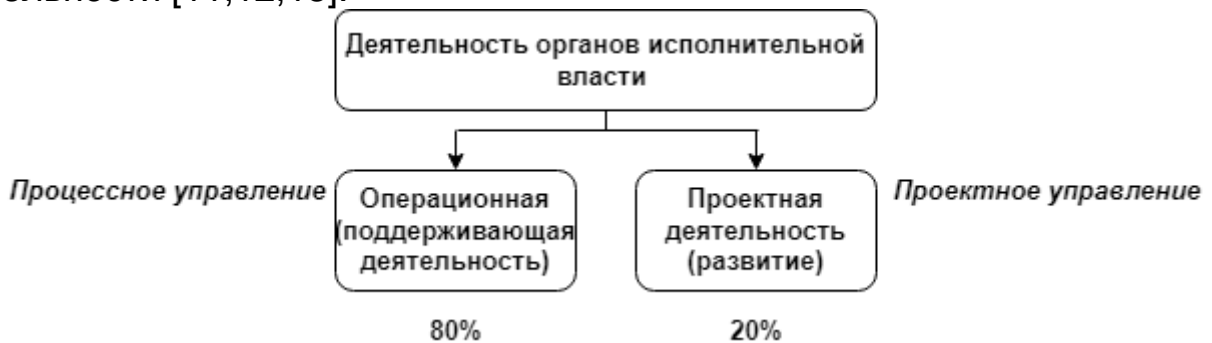 Деятельность органов исполнительной
власти
Процессное управление
Операционная
(поддерживающая
деятельность)
Проектная
деятельность
(развитие)
Проектное управление
80%
20%